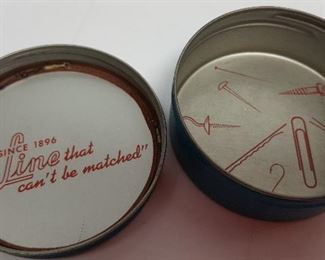 SINCE 1896
Line that
can't be matched"